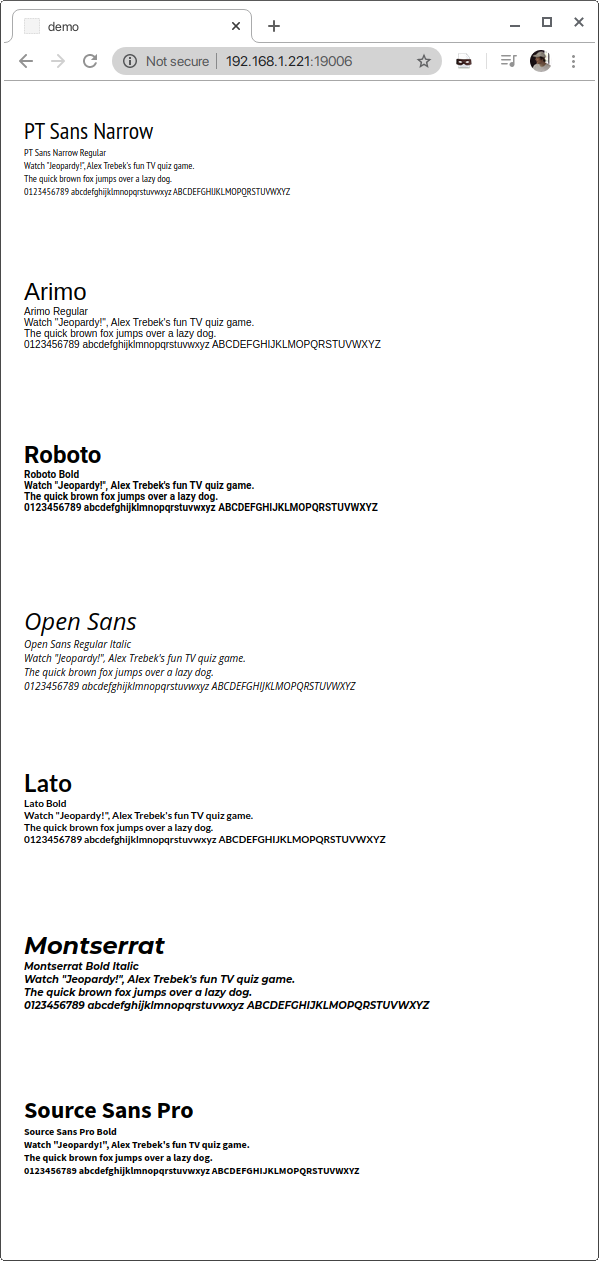 demo
Not secure | 192.168.1.221:19006
PT Sans Narrow
PT Sans Narrow Regular
Watch "Jeopardy!", Alex Trebek's fun TV quiz game.
The quick brown fox jumps over a lazy dog.
0123456789 abcdefghijklmnopqrstuvwxyz ABCDEFGHIJKLMOPQRSTUVWXYZ
Arimo
Arimo Regular
Watch "Jeopardy!", Alex Trebek's fun TV quiz game.
The quick brown fox jumps over a lazy dog.
0123456789 abcdefghijklmnopqrstuvwxyz ABCDEFGHIJKLMOPQRSTUVWXYZ
Roboto
Roboto Bold
Watch "Jeopardy!", Alex Trebek's fun TV quiz game.
The quick brown fox jumps over a lazy dog.
0123456789 abcdefghijklmnopqrstuvwxyz ABCDEFGHIJKLMOPQRSTUVWXYZ
Open Sans
Open Sans Regular Italic
Watch "Jeopardy!", Alex Trebek's fun TV quiz game.
The quick brown fox jumps over a lazy dog.
0123456789 abcdefghijklmnopqrstuvwxyz ABCDEFGHIJKLMOPQRSTUVWXYZ
Lato
Lato Bold
Watch "Jeopardy!", Alex Trebek's fun TV quiz game.
The quick brown fox jumps over a lazy dog.
0123456789 abcdefghijklmnopqrstuvwxyz ABCDEFGHIJKLMOPQRSTUVWXYZ
Montserrat
Montserrat Bold Italic
Watch "Jeopardy!", Alex Trebek's fun TV quiz game.
The quick brown fox jumps over a lazy dog.
0123456789 abcdefghijklmnopqrstuvwxyz ABCDEFGHIJKLMOPQRSTUVWXYZ
Source Sans Pro
Source Sans Pro Bold
Watch "Jeopardy!", Alex Trebek's fun TV quiz game.
The quick brown fox jumps over a lazy dog.
0123456789 abcdefghijklmnopqrstuvwxyz ABCDEFGHIJKLMOPQRSTUVWXYZ